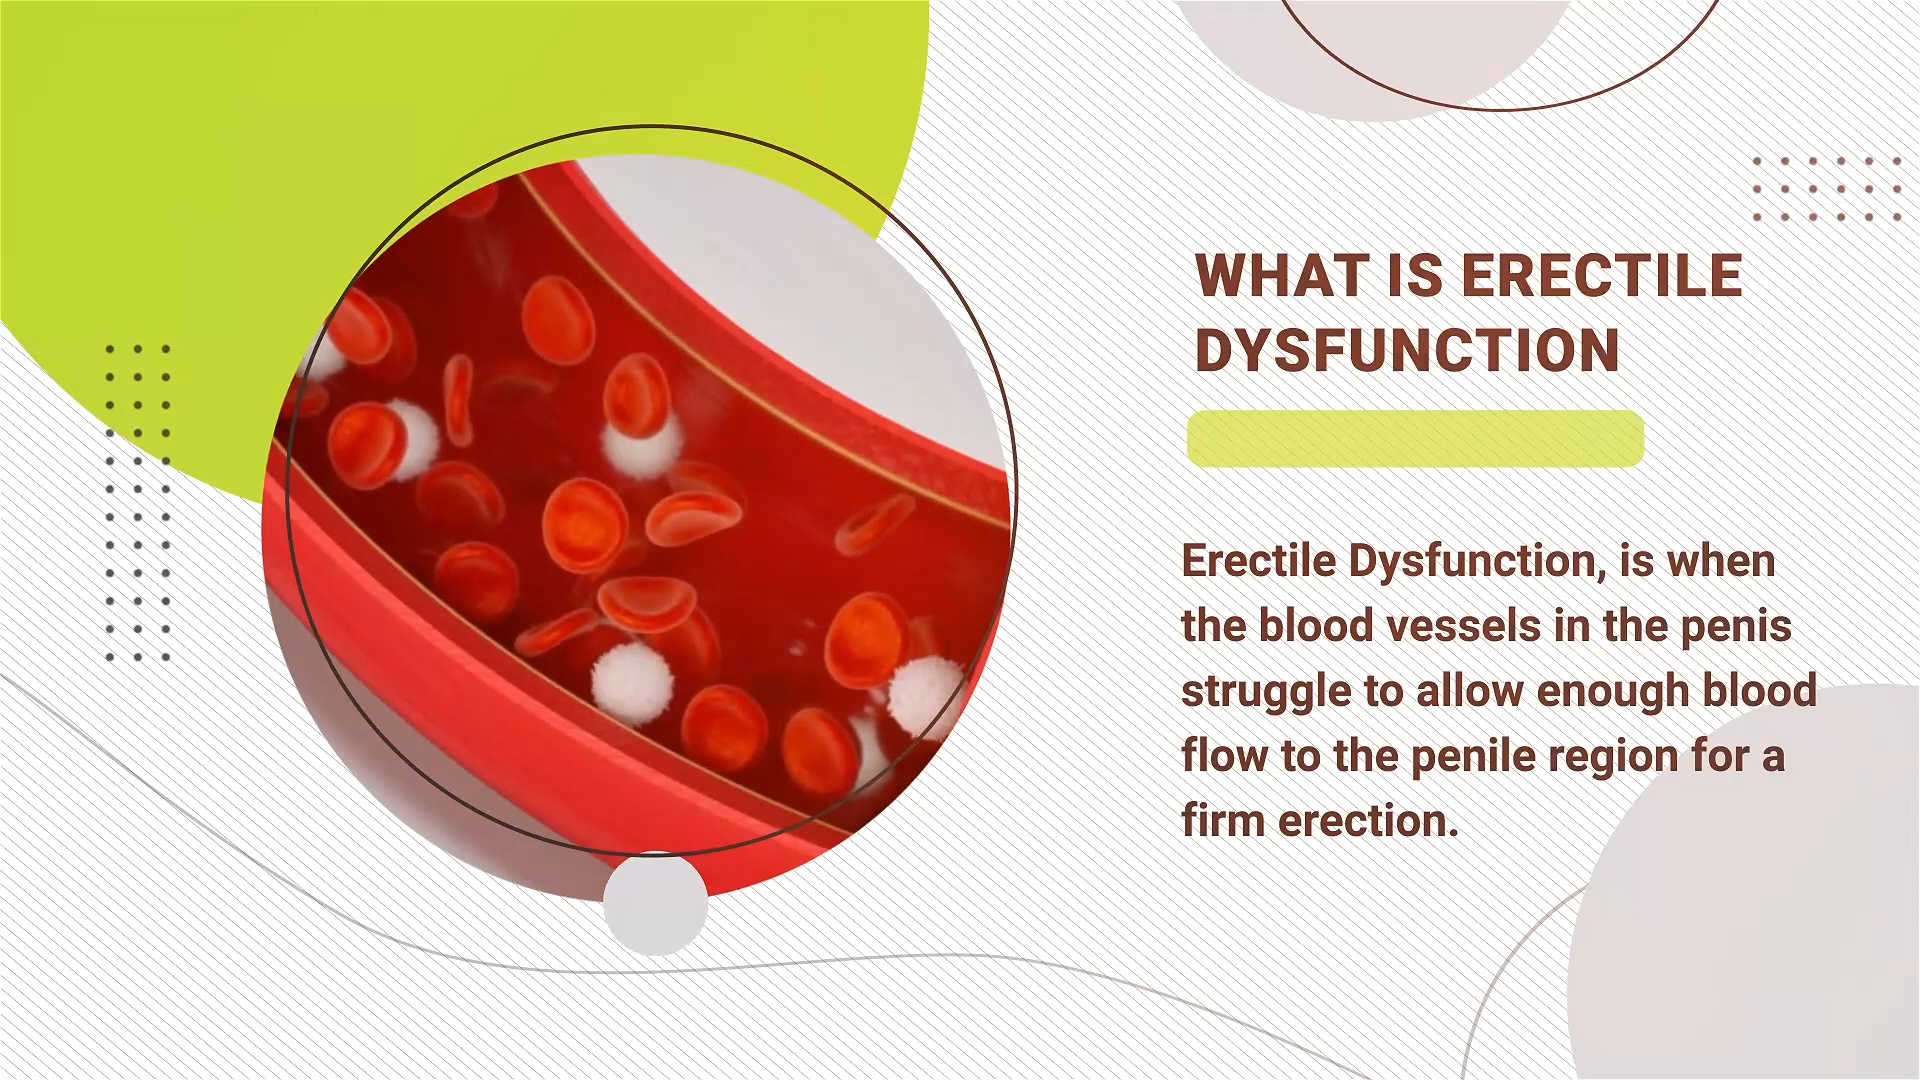 WHAT IS ERECTILE
DYSFUNCTION
Erectile Dysfunction, is when
the blood vessels in the penis
struggle to allow enough blood
flow to the penile region for a
firm erection.